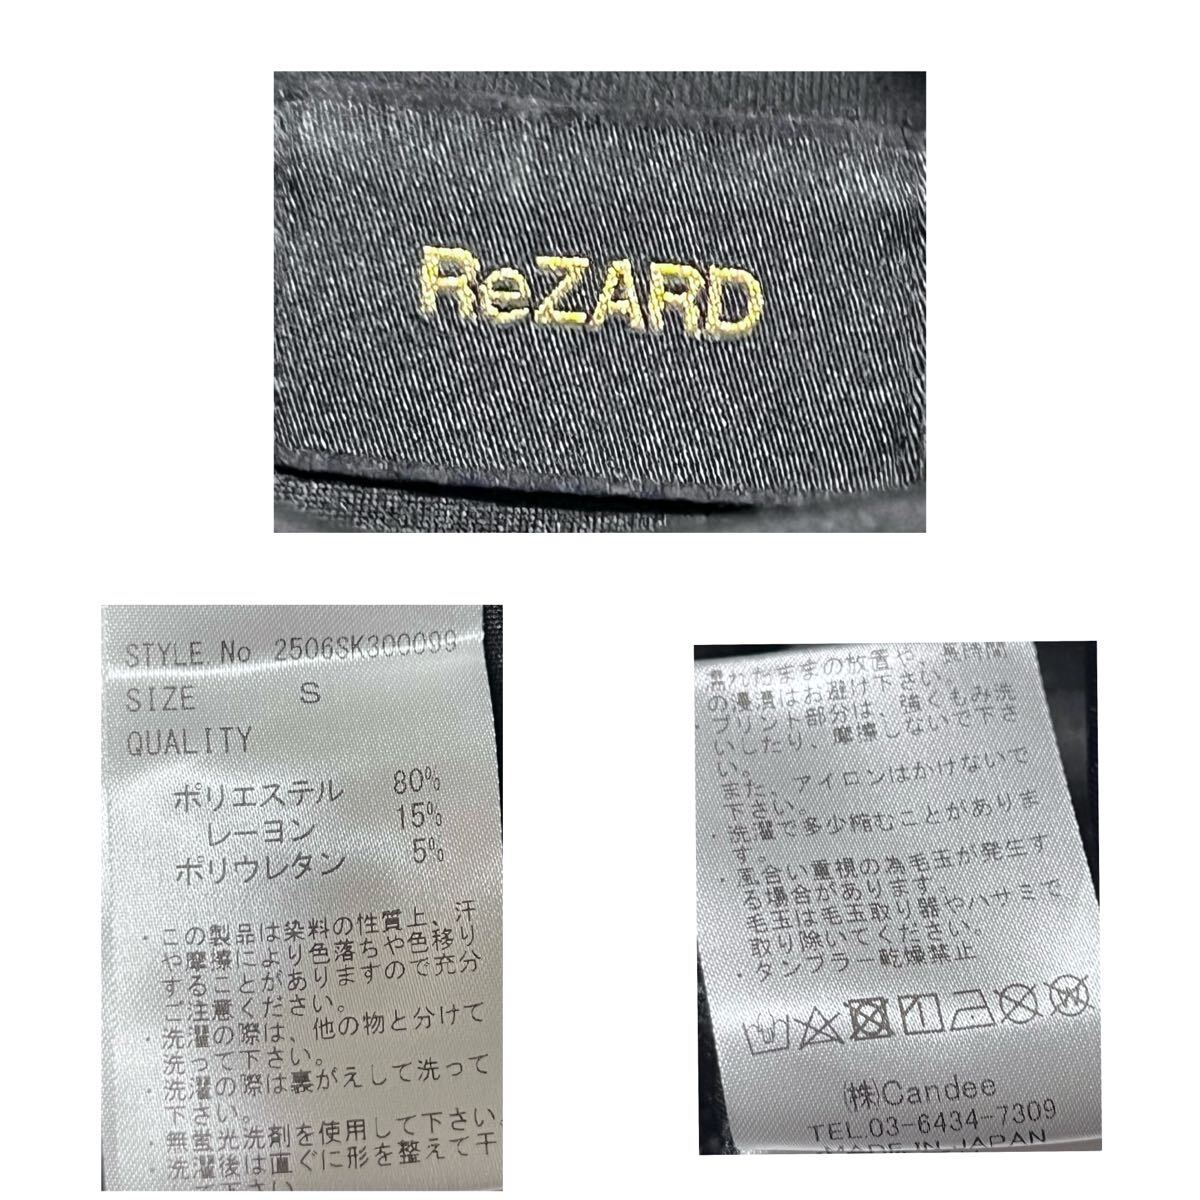 ReZARD
STYLE No 2506SK300099
SIZE S
QUALITY
ポリエステル 80%
レーヨン 15%
ポリウレタン 5%
・この製品は染料の性質上、汗
や摩擦により色落ちや色移り
することがありますので充分
ご注意ください。
・洗濯の際は、他の物と分けて
洗って下さい。
・洗濯の際は裏がえして洗って
下さい。
・無蛍光洗剤を使用して下さい。
・洗濯後は直ぐに形を整えて干
て下さい
濡れたままの放置や、長時間
の浸漬はお避け下さい。
・プリント部分は、強くもみ洗
いしたり、摩擦しないで下さ
い。
また、アイロンはかけないで
下さい。
・洗濯で多少縮むことがありま
す。
・風合い重視の為毛玉が発生す
る場合があります。
毛玉は毛玉取り器やハサミで
取り除いてください。
タンブラー乾燥禁止
W
(株)Candee
TEL.03-6434-7309
MADE IN JAPAN